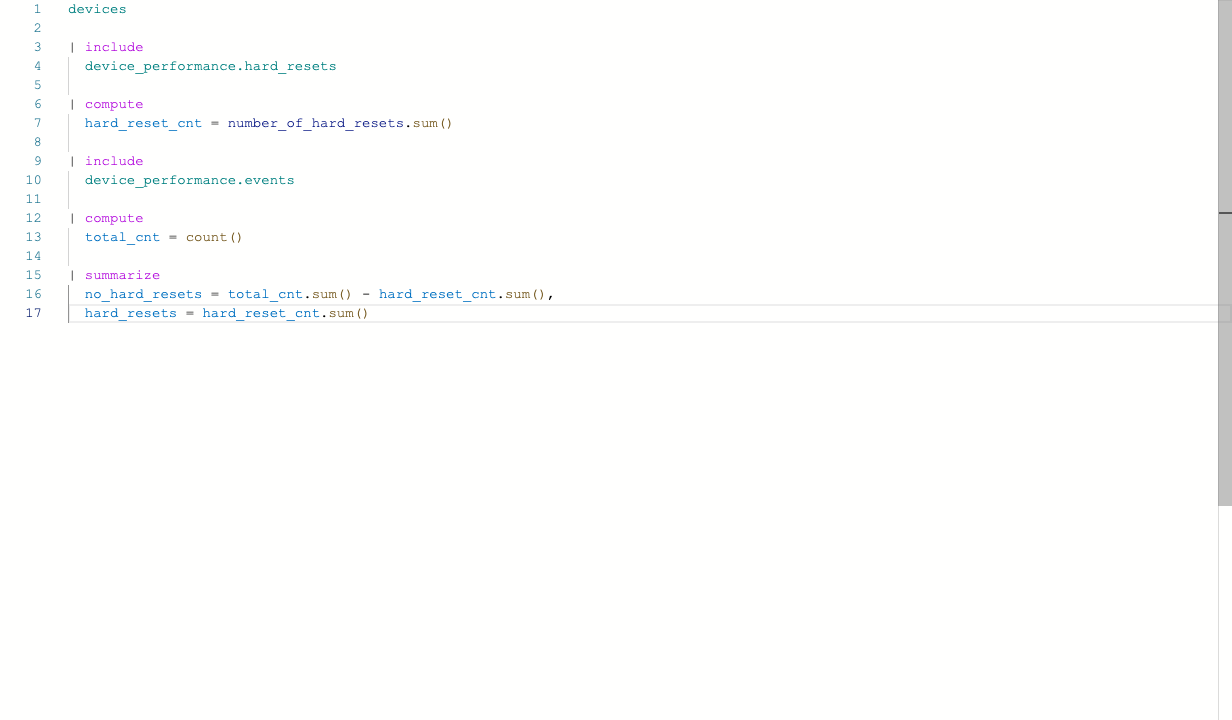 1 devices
2
3 | include
4 device_performance.hard_resets
5
6 | compute
7 hard_reset_cnt = number_of_hard_resets.sum()
8
9 | include
10 device_performance.events
11
12 | compute
13 total_cnt = count()
14
15 | summarize
16 no_hard_resets = total_cnt.sum() - hard_reset_cnt.sum(),
17 hard_resets = hard_reset_cnt.sum()